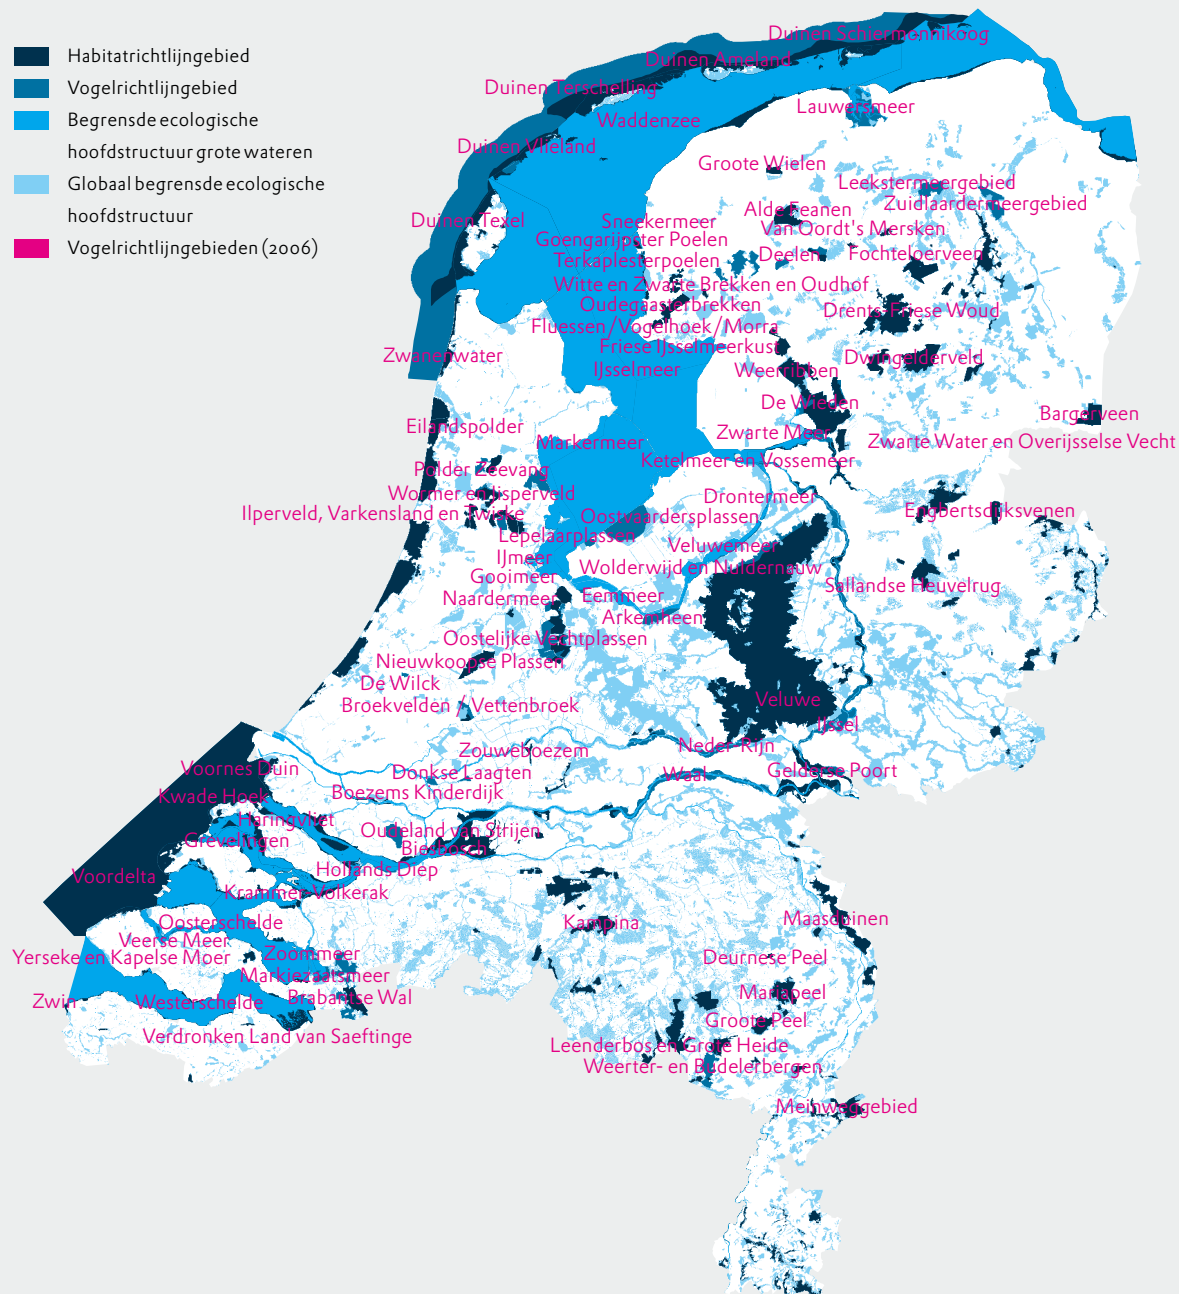 Habitatrichtlijngebied
Vogelrichtlijngebied
Begrensde ecologische
hoofdstructuur grote wateren
Globaal begrensde ecologische
hoofdstructuur
Vogelrichtlijngebieden (2006)
Duinen Schiermonnikoog
Duinen Ameland
Duinen Terschelling
Lauwersmeer
Waddenzee
Duinen Vlieland
Groote Wielen
Leekstermeergebied
Zuidlaardermeergebied
Alde Feanen
Duinen Texel
Sneekermeer
Van Oordt's Mersken
Goengarijpster Poelen
Deelen
Fochteloerveen
Terkaplesterpoelen
Witte en Zwarte Brekken en Oudhof
Oudegaasterbrekken
Drents-Friese Woud
Fluessen/Vogelhoek/Morra
Friese IJsselmeerkust
Zwanenwater
Dwingelderveld
IJsselmeer
Weerribben
De Wieden
Bargerveen
Eilandspolder
Zwarte Meer
Markermeer
Zwarte Water en Overijsselse Vecht
Ketelmeer en Vossemeer
Polder Zeevang
Wormer en Jisperveld
Drontermeer
Ilperveld, Varkensland en Twiske
Engbertsdijksvenen
Oostvaardersplassen
Lepelaarplassen
Veluwemeer
IJmeer
Wolderwijd en Nuldernauw
Gooimeer
Sallandse Heuvelrug
Naardermeer
Eemmeer
Arkemheen
Oostelijke Vechtplassen
Nieuwkoopse Plassen
De Wilck
Veluwe
Broekvelden / Vettenbroek
IJssel
Neder-Rijn
Zouweboezem
Voornes Duin
Donkse Laagten
Waal
Gelderse Poort
Kwade Hoek
Boezems Kinderdijk
Haringvliet
Oudeland van Strijen
Grevelingen
Biesbosch
Hollands Diep
Voordelta
Krammer-Volkerak
Oosterschelde
Kampina
Maasduinen
Veerse Meer
Zoommeer
Yerseke en Kapelse Moer
Deurnese Peel
Markiezaatsmeer
Zwin
Westerschelde
Brabantse Wal
Mariapeel
Groote Peel
Verdronken Land van Saeftinge
Leenderbos en Grote Heide
Weerter- en Budelerbergen
Meinweggebied